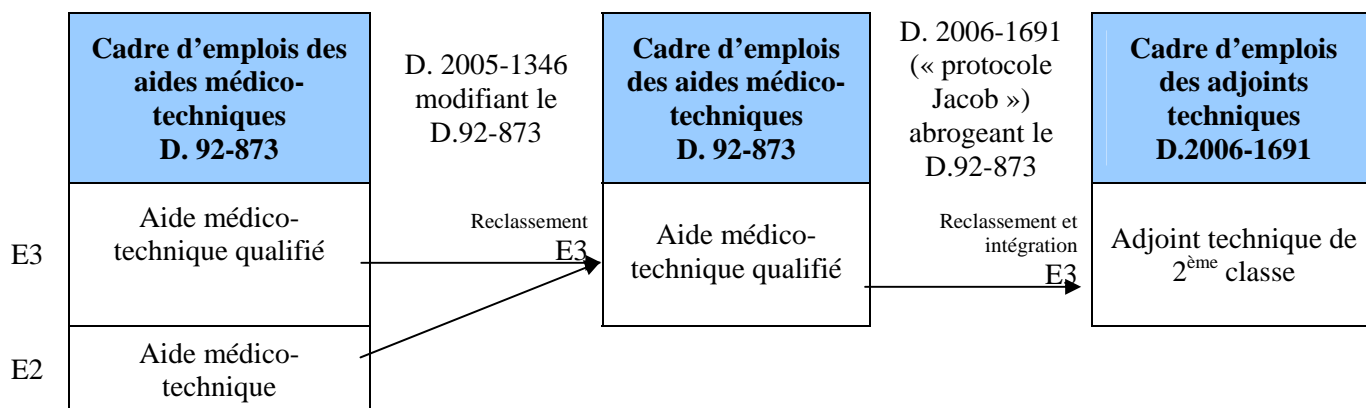 Cadre d’emplois des
aides médico-
techniques
D. 92-873
D. 2005-1346
modifiant le
D.92-873
Cadre d’emplois
des aides médico-
techniques
D. 92-873
D. 2006-1691
(« protocole
Jacob »)
abrogeant le
D.92-873
Cadre d’emplois
des adjoints
techniques
D.2006-1691
E3
Aide médico-
technique qualifié
Reclassement
E3
Aide médico-
technique qualifié
Reclassement et
intégration
E3
Adjoint technique de
2ème classe
E2
Aide médico-
technique